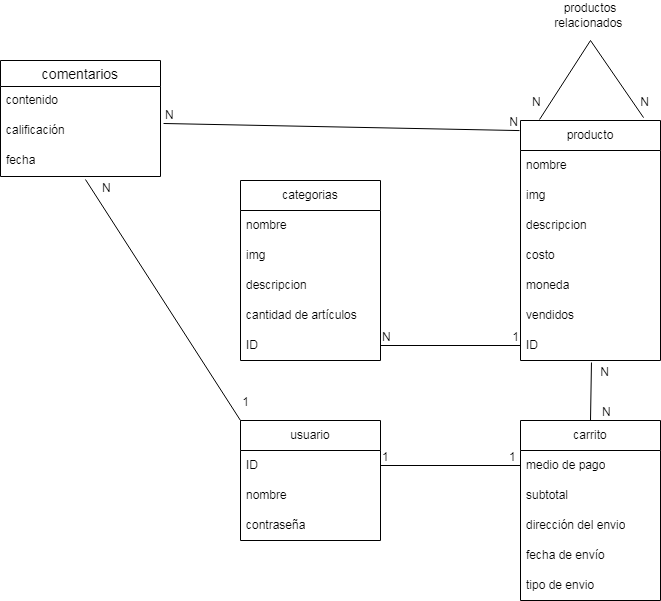 productos
relacionados
comentarios
contenido
calificación
fecha
N
N
N
N
producto
nombre
img
descripcion
costo
moneda
vendidos
ID
N
categorias
nombre
img
descripcion
cantidad de artículos
ID
N
1
N
N
1
usuario
ID
nombre
contraseña
1
1
carrito
medio de pago
subtotal
dirección del envio
fecha de envío
tipo de envio